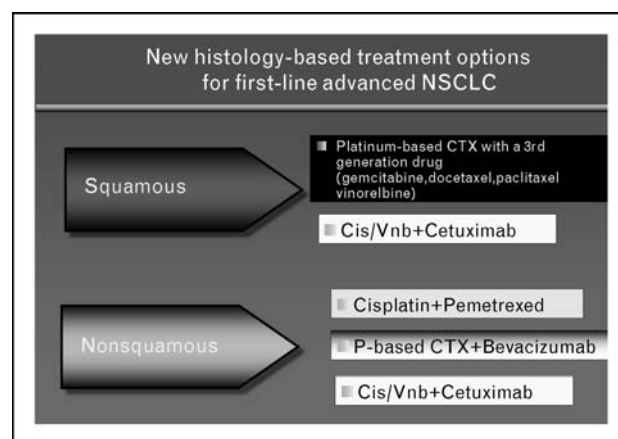 New histology-based treatment options
for first-line advanced NSCLC
Squamous
Platinum-based CTX with a 3rd
generation drug
(gemcitabine,docetaxel,paclitaxel
vinorelbine)
Cis/Vnb+Cetuximab
Nonsquamous
Cisplatin+Pemetrexed
P-based CTX+Bevacizumab
Cis/Vnb+Cetuximab